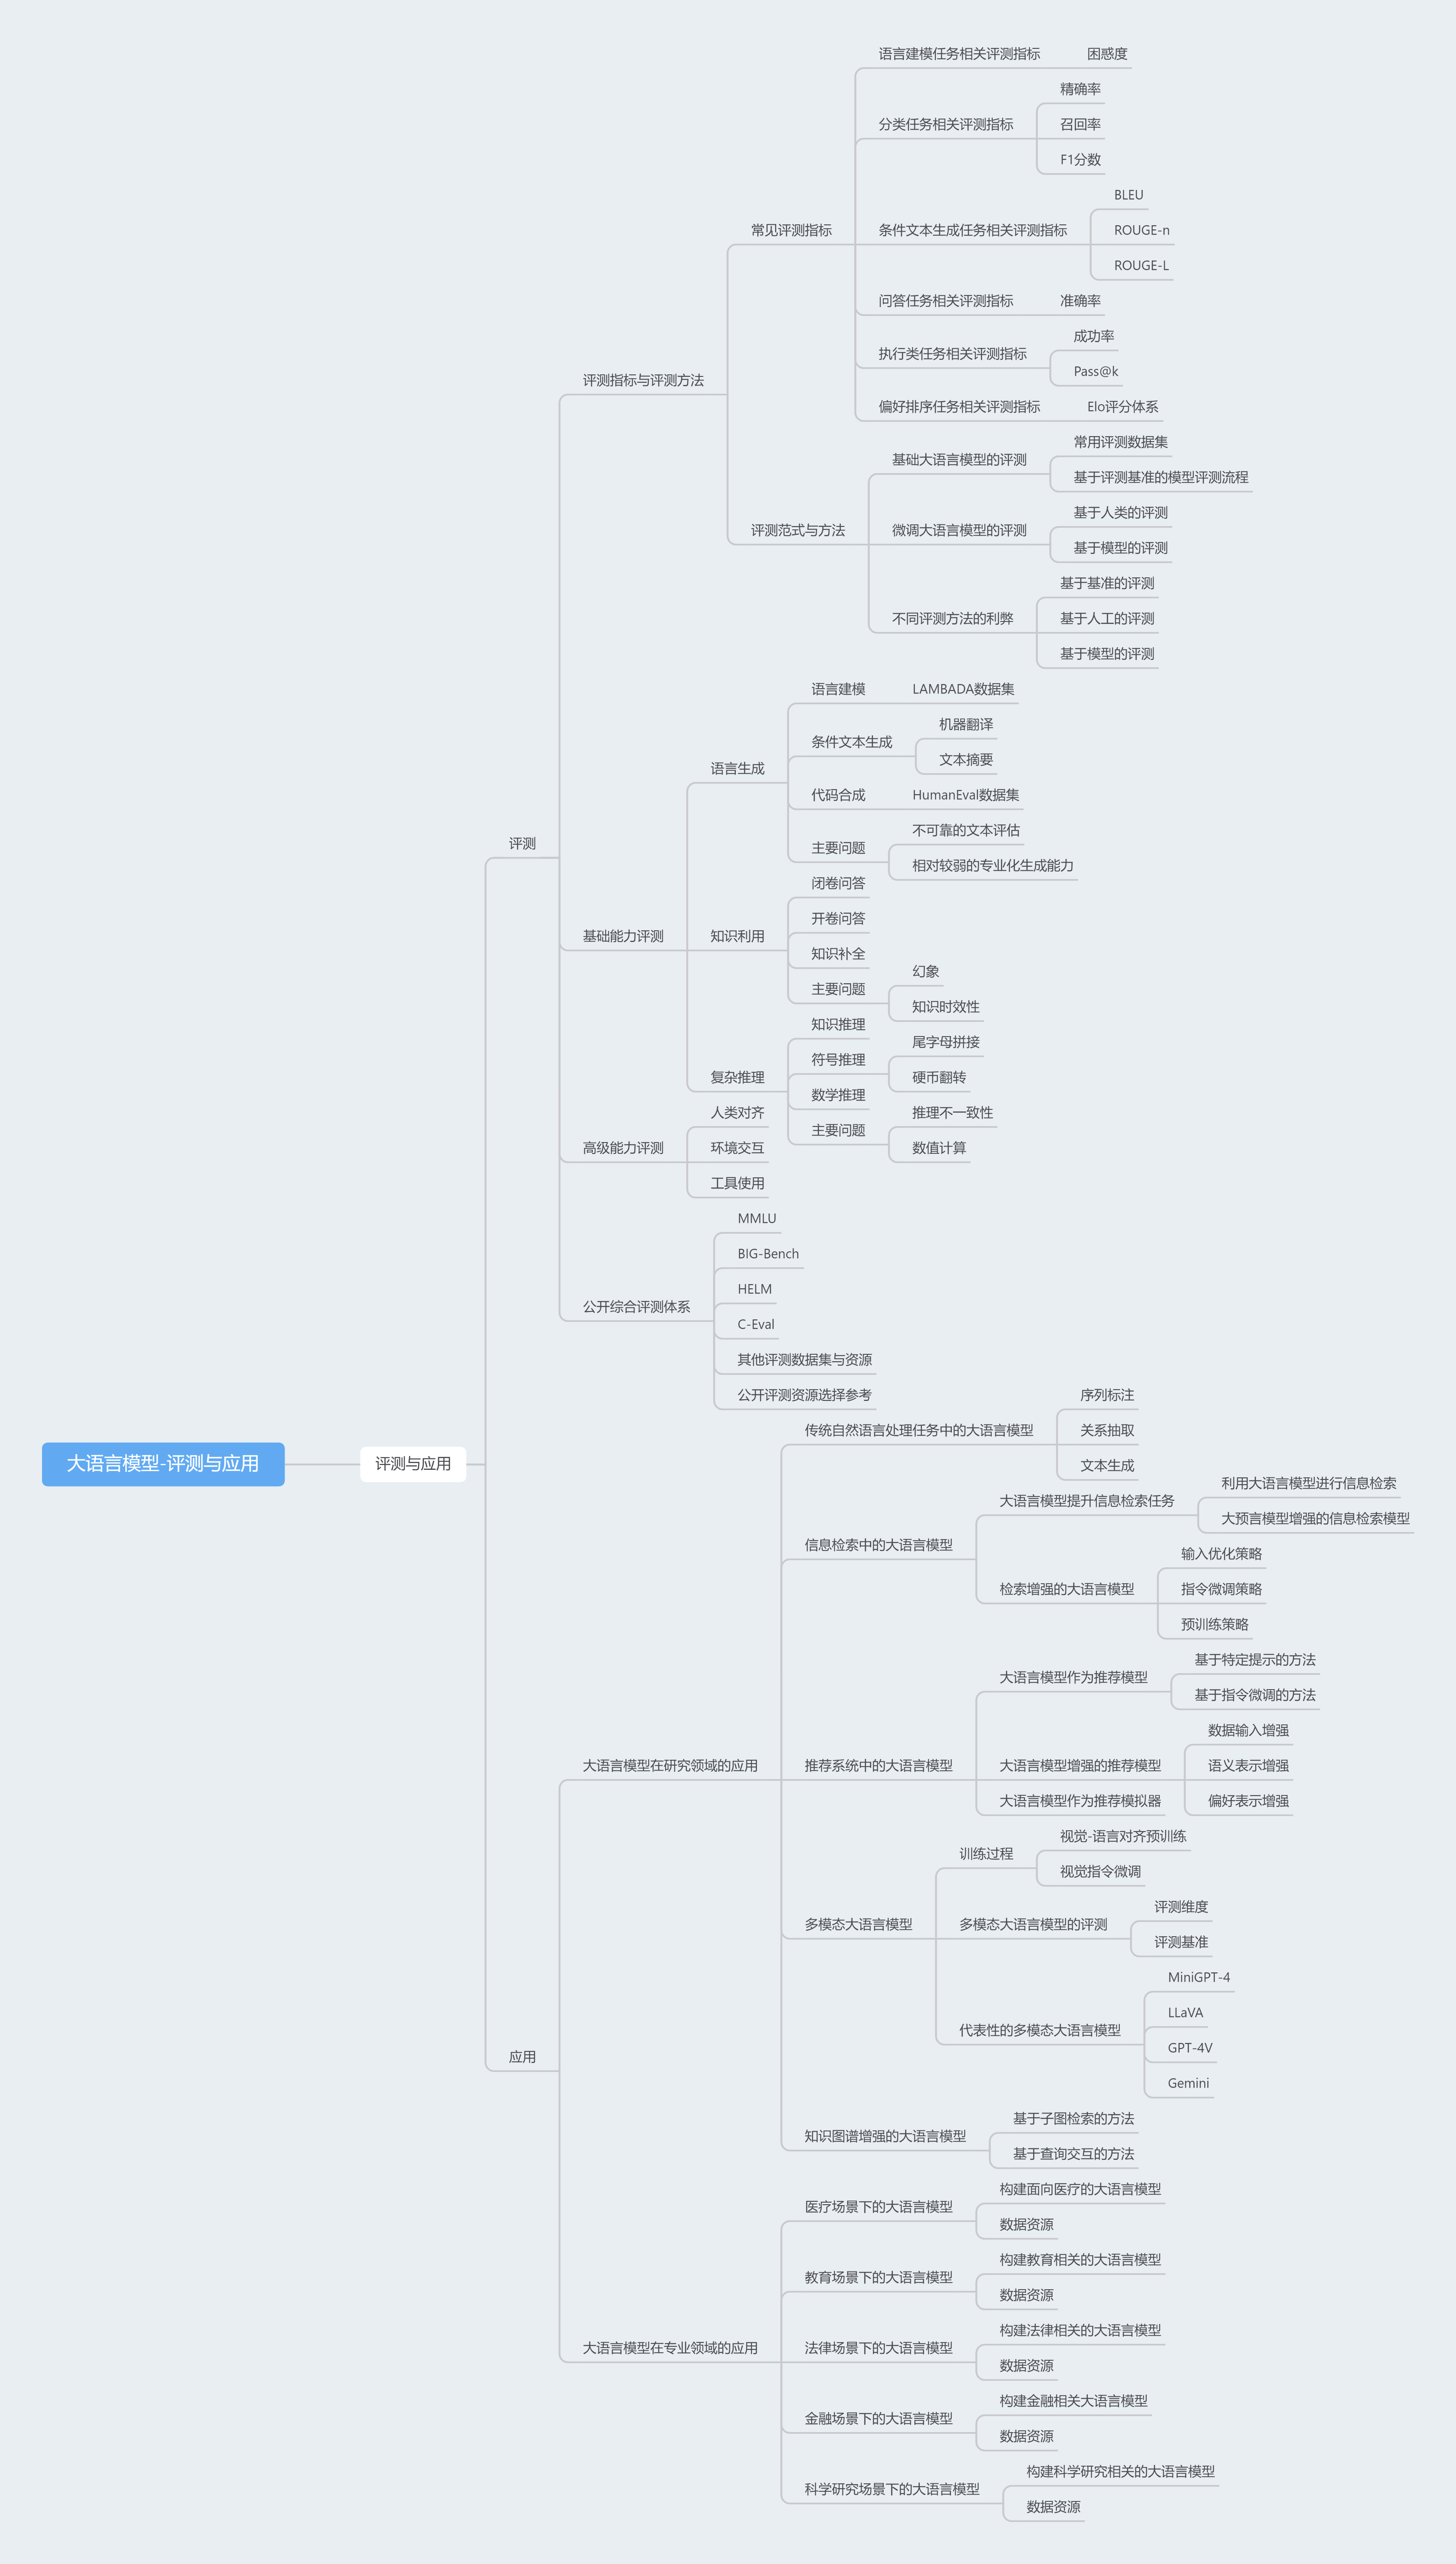 大语言模型-评测与应用
评测与应用
评测
评测指标与评测方法
常见评测指标
语言建模任务相关评测指标
困惑度
分类任务相关评测指标
精确率
召回率
F1分数
条件文本生成任务相关评测指标
BLEU
ROUGE-n
ROUGE-L
问答任务相关评测指标
准确率
执行类任务相关评测指标
成功率
Pass@k
偏好排序任务相关评测指标
Elo评分体系
评测范式与方法
基础大语言模型的评测
常用评测数据集
基于评测基准的模型评测流程
微调大语言模型的评测
基于人类的评测
基于模型的评测
不同评测方法的利弊
基于基准的评测
基于人工的评测
基于模型的评测
基础能力评测
语言生成
语言建模
LAMBADA数据集
条件文本生成
机器翻译
文本摘要
代码合成
HumanEval数据集
主要问题
不可靠的文本评估
相对较弱的专业化生成能力
知识利用
闭卷问答
开卷问答
知识补全
主要问题
幻象
知识时效性
复杂推理
知识推理
符号推理
尾字母拼接
硬币翻转
数学推理
主要问题
推理不一致性
数值计算
高级能力评测
人类对齐
环境交互
工具使用
公开综合评测体系
MMLU
BIG-Bench
HELM
C-Eval
其他评测数据集与资源
公开评测资源选择参考
应用
大语言模型在研究领域的应用
传统自然语言处理任务中的大语言模型
序列标注
关系抽取
文本生成
信息检索中的大语言模型
大语言模型提升信息检索任务
利用大语言模型进行信息检索
大预言模型增强的信息检索模型
检索增强的大语言模型
输入优化策略
指令微调策略
预训练策略
推荐系统中的大语言模型
大语言模型作为推荐模型
基于特定提示的方法
基于指令微调的方法
大语言模型增强的推荐模型
数据输入增强
语义表示增强
偏好表示增强
大语言模型作为推荐模拟器
多模态大语言模型
训练过程
视觉-语言对齐预训练
视觉指令微调
多模态大语言模型的评测
评测维度
评测基准
代表性的多模态大语言模型
MiniGPT-4
LLaVA
GPT-4V
Gemini
知识图谱增强的大语言模型
基于子图检索的方法
基于查询交互的方法
大语言模型在专业领域的应用
医疗场景下的大语言模型
构建面向医疗的大语言模型
数据资源
教育场景下的大语言模型
构建教育相关的大语言模型
数据资源
法律场景下的大语言模型
构建法律相关的大语言模型
数据资源
金融场景下的大语言模型
构建金融相关大语言模型
数据资源
科学研究场景下的大语言模型
构建科学研究相关的大语言模型
数据资源